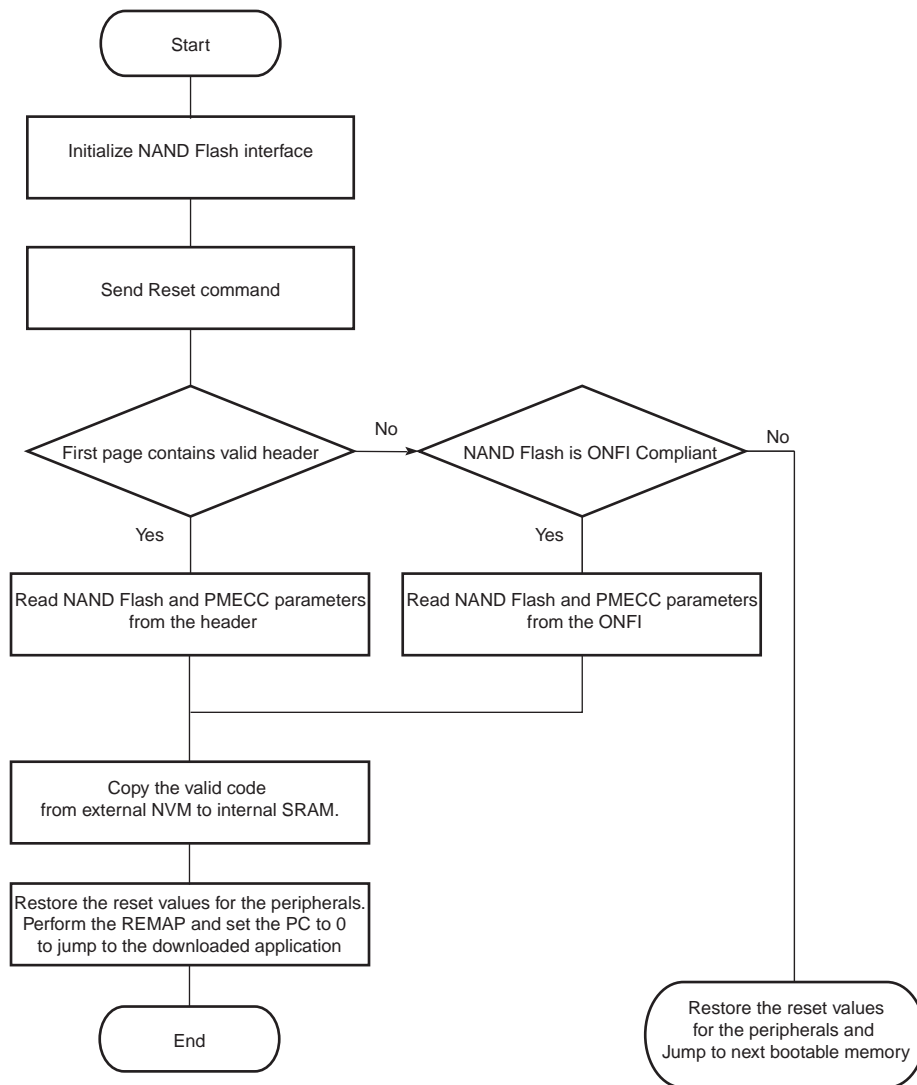 Start
Initialize NAND Flash interface
Send Reset command
First page contains valid header
No
NAND Flash is ONFI Compliant
No
Yes
Yes
Read NAND Flash and PMECC parameters
from the header
Read NAND Flash and PMECC parameters
from the ONFI
Copy the valid code
from external NVM to internal SRAM.
Restore the reset values for the peripherals.
Perform the REMAP and set the PC to 0
to jump to the downloaded application
End
Restore the reset values
for the peripherals and
Jump to next bootable memory